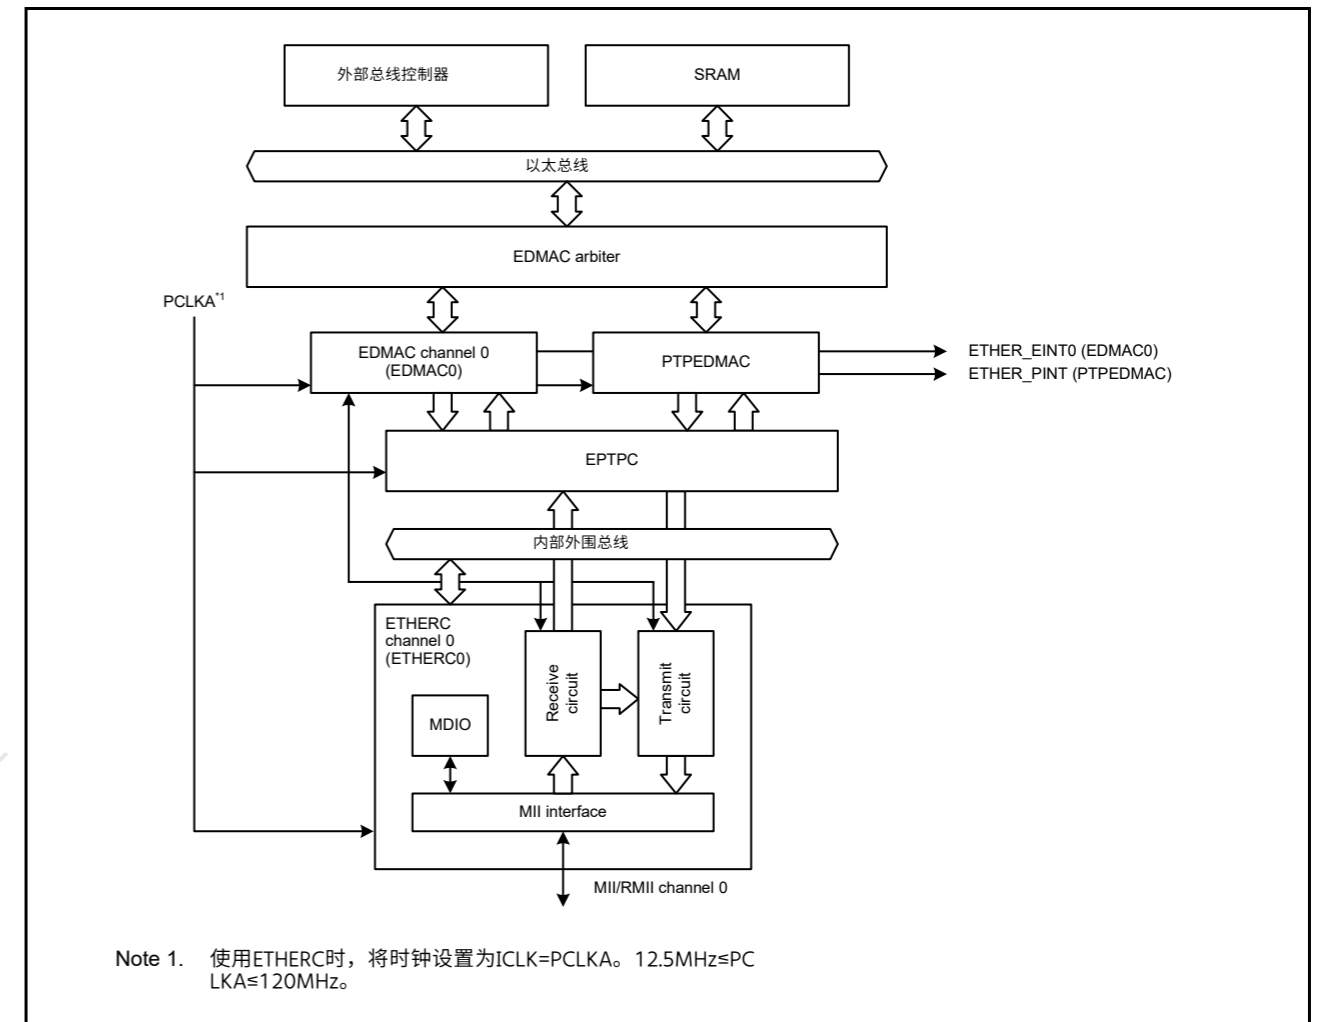 外部总线控制器
SRAM
以太总线
EDMAC arbiter
PCLKA*1
EDMAC channel 0
(EDMAC0)
PTPEDMAC
ETHER_EINT0 (EDMAC0)
ETHER_PINT (PTPEDMAC)
EPTPC
内部外围总线
ETHERC
channel 0
(ETHERC0)
Receive
circuit
Transmit
circuit
MDIO
MII interface
MII/RMII channel 0
Note 1. 使用ETHERC时，将时钟设置为ICLK=PCLKA。12.5MHz≤PC
LKA≤120MHz。